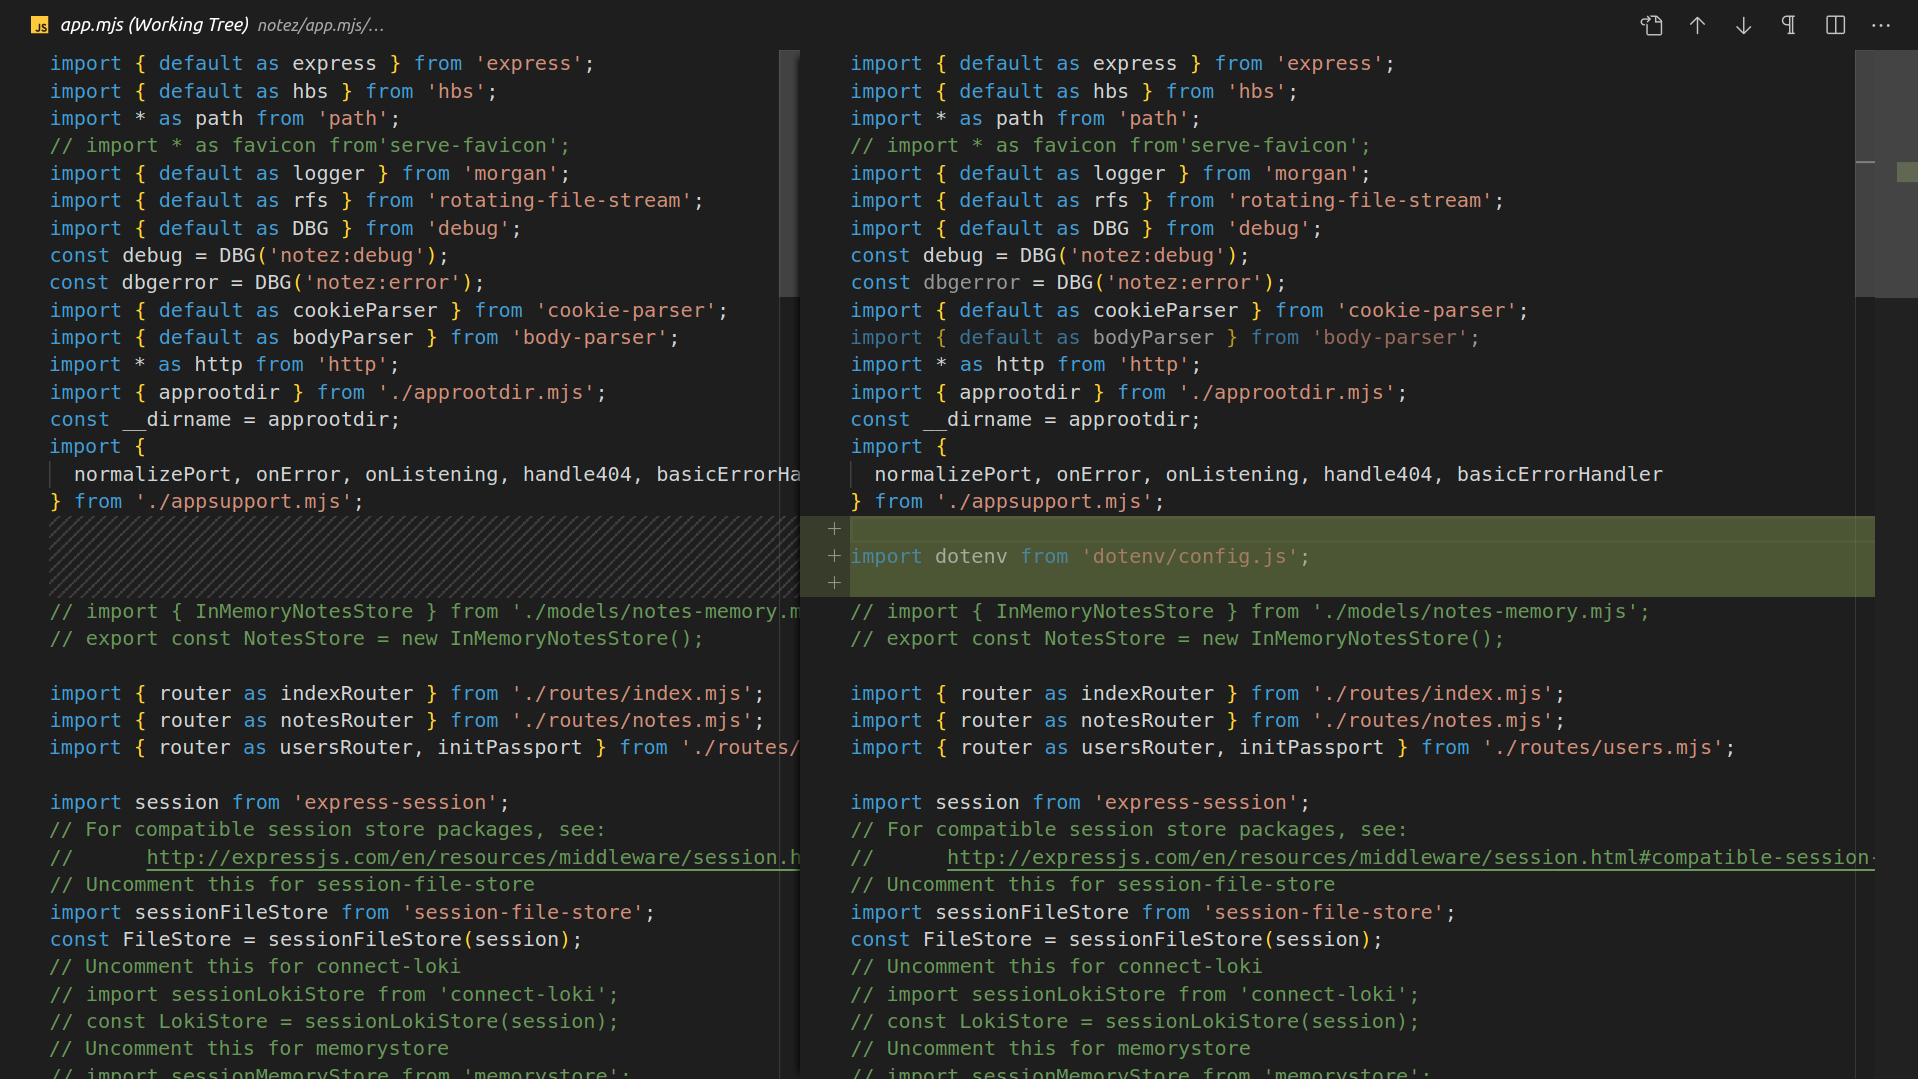 app.mjs (Working Tree) notez/app.mjs/...
import { default as express } from 'express';
import { default as hbs } from 'hbs';
import * as path from 'path';
// import * as favicon from'serve-favicon';
import { default as logger } from 'morgan';
import { default as rfs } from 'rotating-file-stream';
import { default as DBG } from 'debug';
const debug = DBG('notez:debug');
const dbgerror = DBG('notez:error');
import { default as cookieParser } from 'cookie-parser';
import { default as bodyParser } from 'body-parser';
import * as http from 'http';
import { approotdir } from './approotdir.mjs';
const __dirname = approotdir;
import {
normalizePort, onError, onListening, handle404, basicErrorHa
} from './appsupport.mjs';
// import { InMemoryNotesStore } from './models/notes-memory.m
// export const NotesStore = new InMemoryNotesStore();
import { router as indexRouter } from './routes/index.mjs';
import { router as notesRouter } from './routes/notes.mjs';
import { router as usersRouter, initPassport } from './routes/
import session from 'express-session';
// For compatible session store packages, see:
//      http://expressjs.com/en/resources/middleware/session.h
// Uncomment this for session-file-store
import sessionFileStore from 'session-file-store';
const FileStore = sessionFileStore(session);
// Uncomment this for connect-loki
// import sessionLokiStore from 'connect-loki';
// const LokiStore = sessionLokiStore(session);
// Uncomment this for memorystore
// import sessionMemoryStore from 'memorystore';
import { default as express } from 'express';
import { default as hbs } from 'hbs';
import * as path from 'path';
// import * as favicon from'serve-favicon';
import { default as logger } from 'morgan';
import { default as rfs } from 'rotating-file-stream';
import { default as DBG } from 'debug';
const debug = DBG('notez:debug');
const dbgerror = DBG('notez:error');
import { default as cookieParser } from 'cookie-parser';
import { default as bodyParser } from 'body-parser';
import * as http from 'http';
import { approotdir } from './approotdir.mjs';
const __dirname = approotdir;
import {
normalizePort, onError, onListening, handle404, basicErrorHandler
} from './appsupport.mjs';
+
+ import dotenv from 'dotenv/config.js';
+
// import { InMemoryNotesStore } from './models/notes-memory.mjs';
// export const NotesStore = new InMemoryNotesStore();
import { router as indexRouter } from './routes/index.mjs';
import { router as notesRouter } from './routes/notes.mjs';
import { router as usersRouter, initPassport } from './routes/users.mjs';
import session from 'express-session';
// For compatible session store packages, see:
//      http://expressjs.com/en/resources/middleware/session.html#compatible-session-
// Uncomment this for session-file-store
import sessionFileStore from 'session-file-store';
const FileStore = sessionFileStore(session);
// Uncomment this for connect-loki
// import sessionLokiStore from 'connect-loki';
// const LokiStore = sessionLokiStore(session);
// Uncomment this for memorystore
// import sessionMemoryStore from 'memorystore';